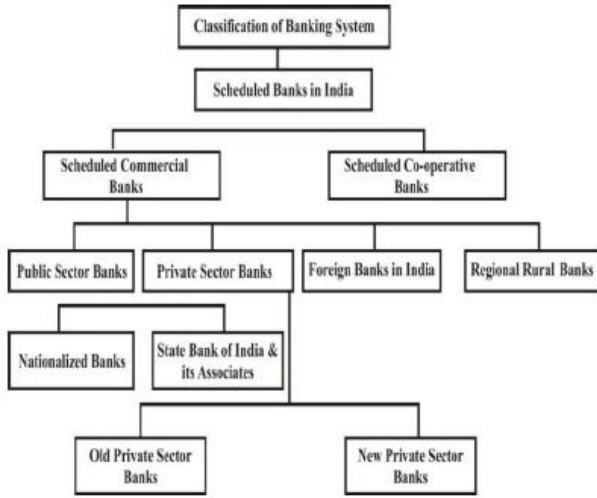 Classification of Banking System
Scheduled Banks in India
Scheduled Commercial
Banks
Scheduled Co-operative
Banks
Public Sector Banks
Private Sector Banks
Foreign Banks in India
Regional Rural Banks
Nationalized Banks
State Bank of India &
its Associates
Old Private Sector
Banks
New Private Sector
Banks